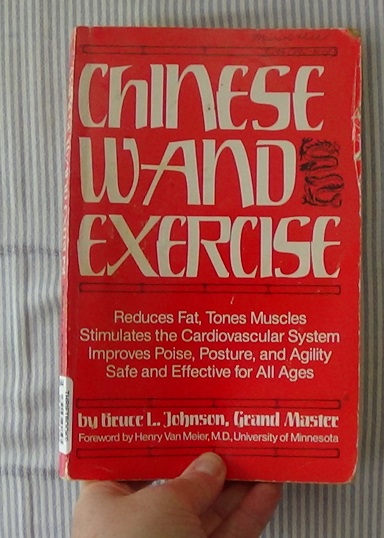 CHINESE
WAND
EXERCISE
Reduces Fat, Tones Muscles
Stimulates the Cardiovascular System
Improves Poise, Posture, and Agility
Safe and Effective for All Ages
by Bruce L. Johnson, Grand Master
Foreword by Henry Van Meier, M.D., University of Minnesota